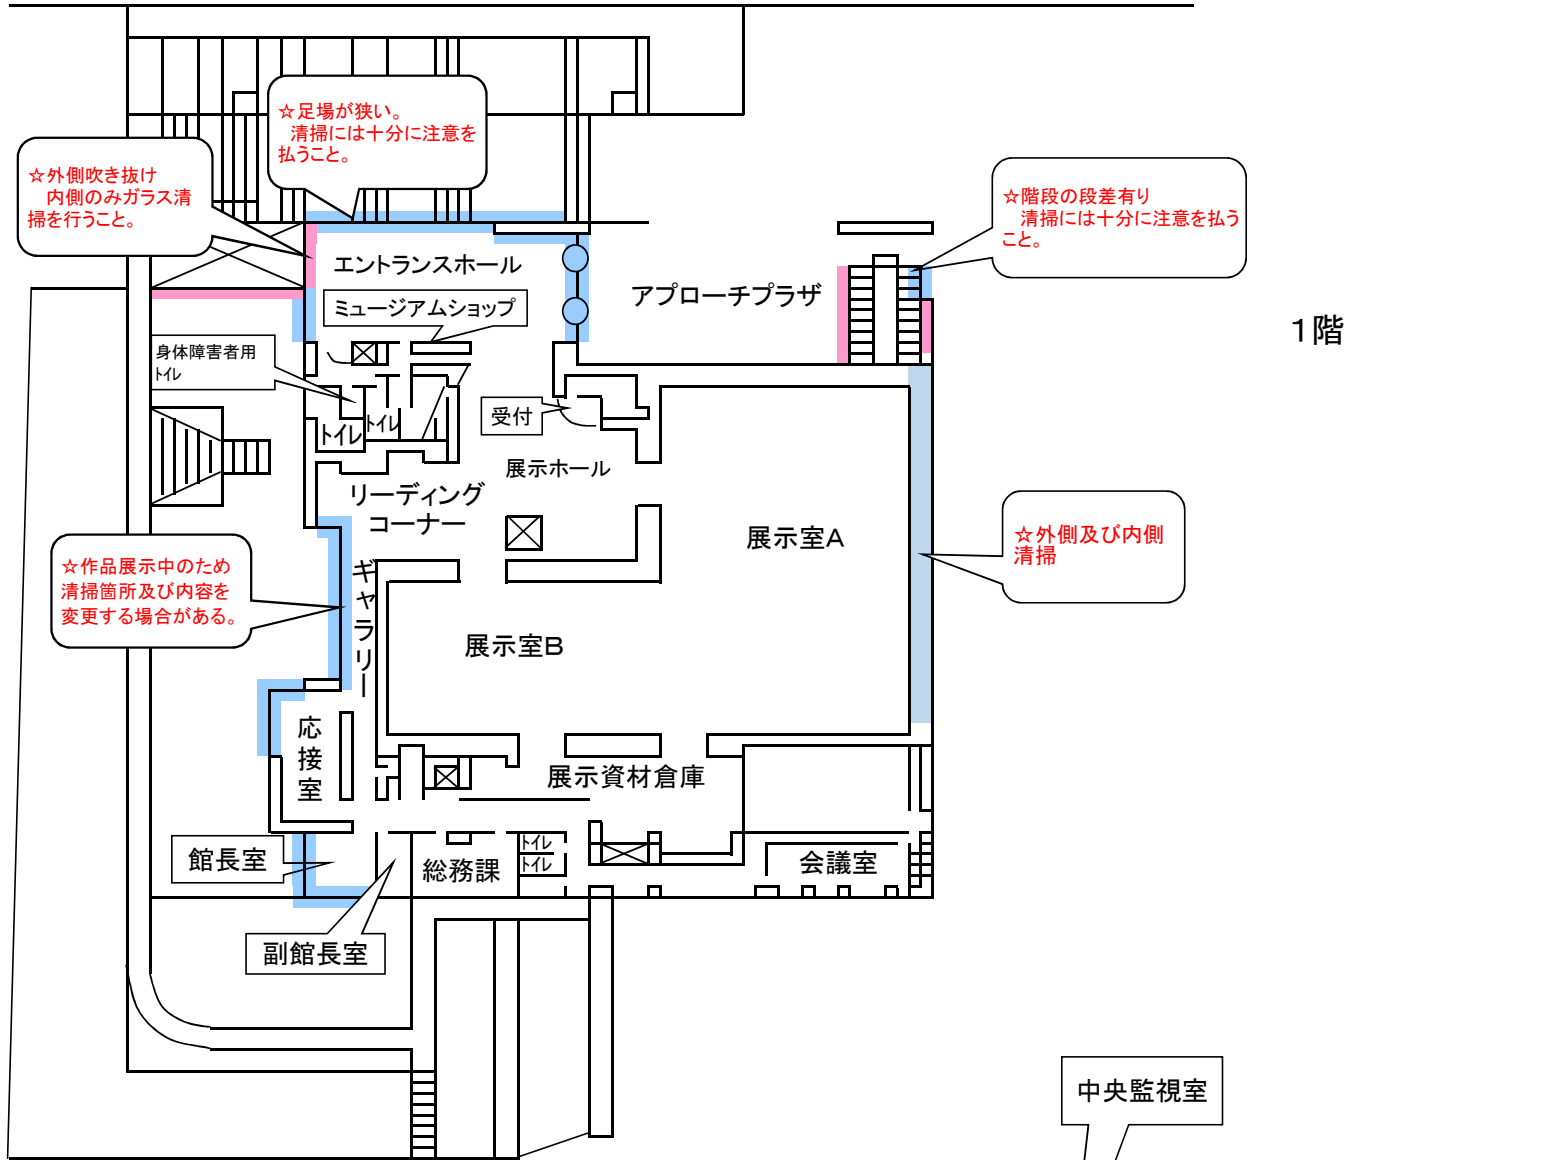 ☆足場が狭い。
清掃には十分に注意を
払うこと。
☆外側吹き抜け
内側のみガラス清
掃を行うこと。
☆階段の段差有り
清掃には十分に注意を払う
こと。
エントランスホール
アプローチプラザ
ミュージアムショップ
1階
身体障害者用
トイレ
受付
トイレ
トイレ
展示ホール
リーディング
コーナー
展示室A
☆外側及び内側
清掃
☆作品展示中のため
清掃箇所及び内容を
変更する場合がある。
ギャラリー
展示室B
応接室
展示資材倉庫
館長室
総務課
トイレ
トイレ
会議室
副館長室
中央監視室